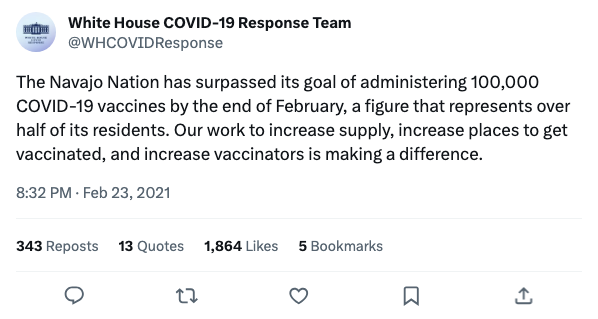 White House COVID-19 Response Team
@WHCOVIDResponse
The Navajo Nation has surpassed its goal of administering 100,000
COVID-19 vaccines by the end of February, a figure that represents over
half of its residents. Our work to increase supply, increase places to get
vaccinated, and increase vaccinators is making a difference.
8:32 PM · Feb 23, 2021
343 Reposts 13 Quotes 1,864 Likes 5 Bookmarks